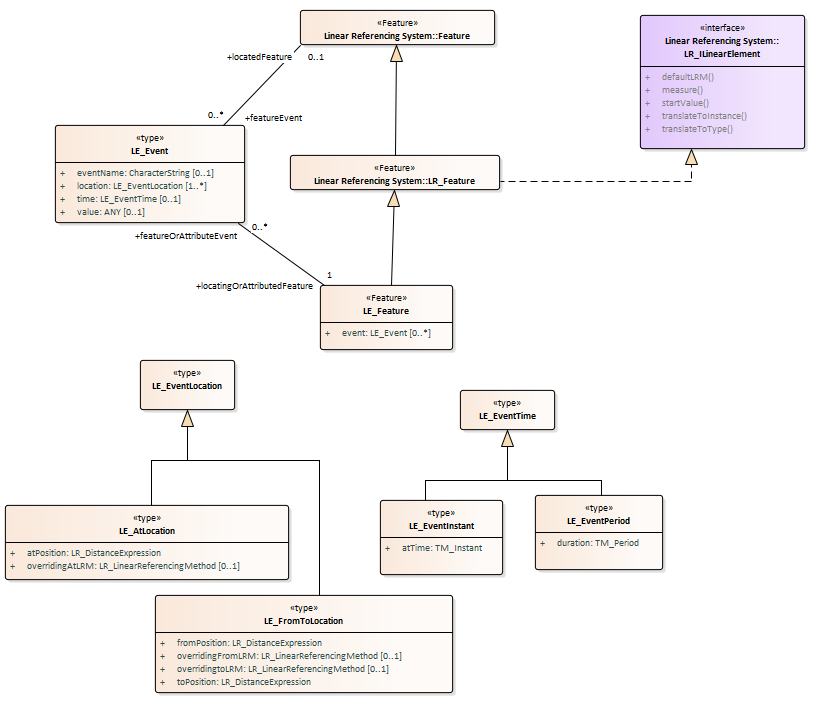 «Feature»
Linear Referencing System::Feature
«interface»
Linear Referencing System::
LR_ILinearElement
+ defaultLRM()
+ measure()
+ startValue()
+ translateToInstance()
+ translateToType()
+locatedFeature
0..1
0..*
+featureEvent
«type»
LE_Event
+ eventName: CharacterString [0..1]
+ location: LE_EventLocation [1..*]
+ time: LE_EventTime [0..1]
+ value: ANY [0..1]
«Feature»
Linear Referencing System::LR_Feature
0..*
+featureOrAttributeEvent
1
+locatingOrAttributedFeature
«Feature»
LE_Feature
+ event: LE_Event [0..*]
«type»
LE_EventLocation
«type»
LE_EventTime
«type»
LE_AtLocation
+ atPosition: LR_DistanceExpression
+ overridingAtLRM: LR_LinearReferencingMethod [0..1]
«type»
LE_EventInstant
+ atTime: TM_Instant
«type»
LE_EventPeriod
+ duration: TM_Period
«type»
LE_FromToLocation
+ fromPosition: LR_DistanceExpression
+ overridingFromLRM: LR_LinearReferencingMethod [0..1]
+ overridingtoLRM: LR_LinearReferencingMethod [0..1]
+ toPosition: LR_DistanceExpression